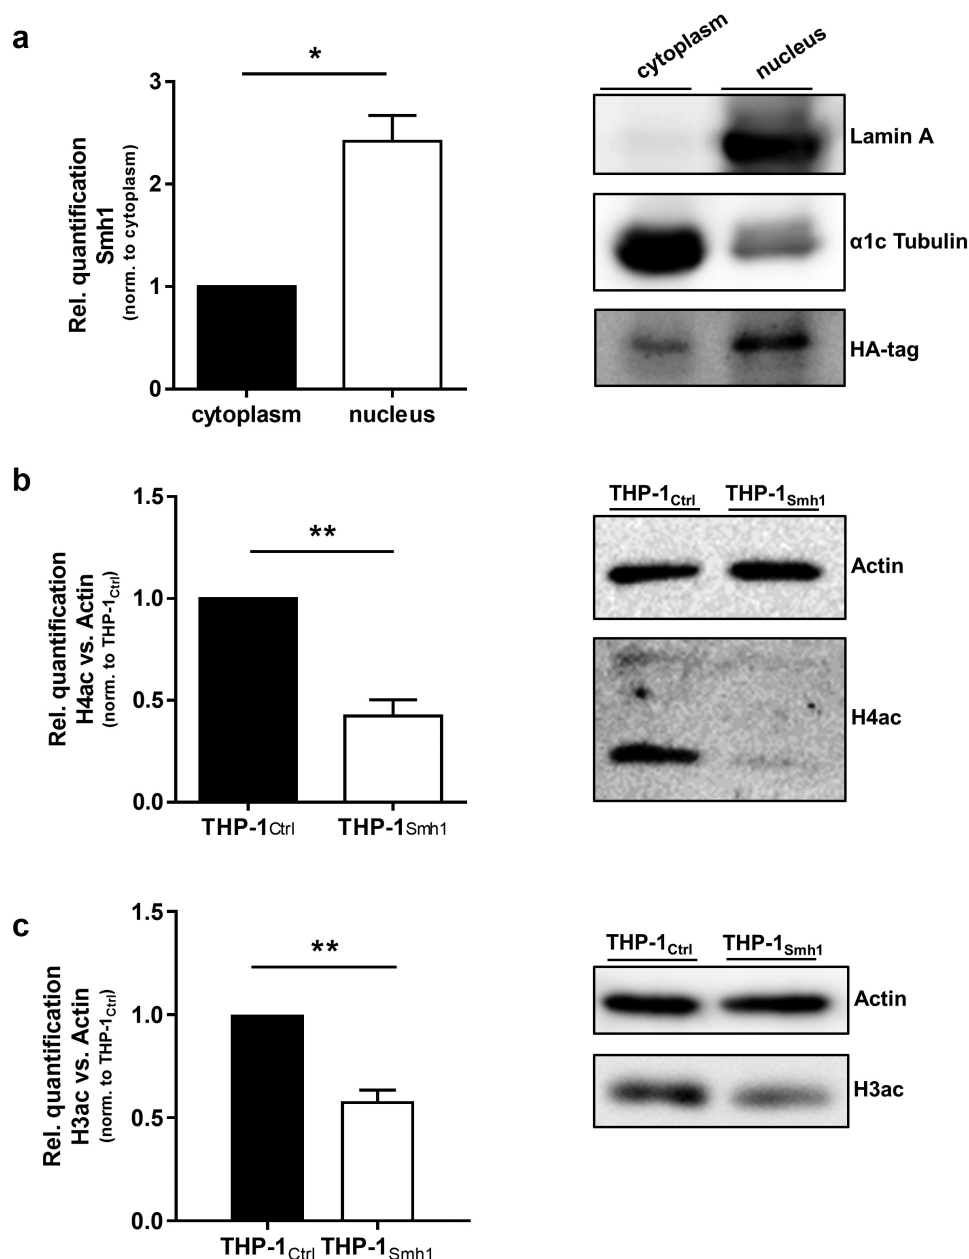 a
*
3
2
1
0
Rel. quantification
Smh1
(norm. to cytoplasm)
cytoplasm
nucleus
cytoplasm
nucleus
Lamin A
α1c Tubulin
HA-tag
b
**
1.5
1.0
0.5
0.0
Rel. quantification
H4ac vs. Actin
(norm. to THP-1Ctrl)
THP-1Ctrl
THP-1Smh1
THP-1Ctrl
THP-1Smh1
Actin
H4ac
c
**
1.5
1.0
0.5
0.0
Rel. quantification
H3ac vs. Actin
(norm. to THP-1Ctrl)
THP-1Ctrl
THP-1Smh1
THP-1Ctrl
THP-1Smh1
Actin
H3ac